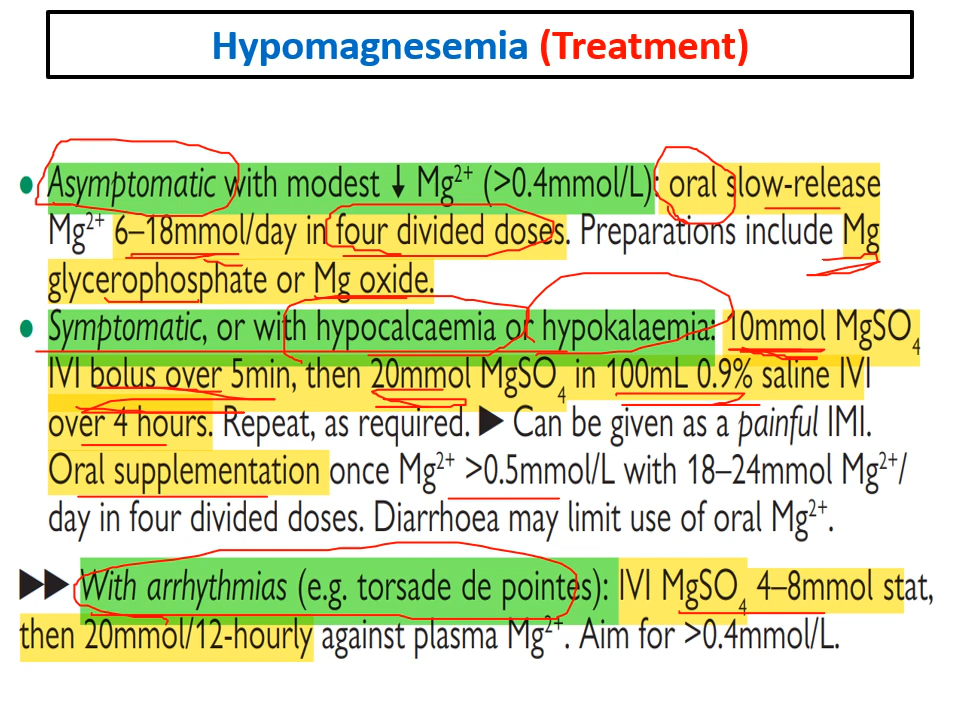 Hypomagnesemia (Treatment)
• Asymptomatic with modest ↓ Mg²⁺ (>0.4mmol/L): oral slow-release
Mg²⁺ 6–18mmol/day in four divided doses. Preparations include Mg
glycerophosphate or Mg oxide.
• Symptomatic, or with hypocalcaemia or hypokalaemia: 10mmol MgSO₄
IVI bolus over 5min, then 20mmol MgSO₄ in 100mL 0.9% saline IVI
over 4 hours. Repeat, as required. ▶ Can be given as a painful IMI.
Oral supplementation once Mg²⁺ >0.5mmol/L with 18–24mmol Mg²⁺/
day in four divided doses. Diarrhoea may limit use of oral Mg²⁺.
▶▶ With arrhythmias (e.g. torsade de pointes): IVI MgSO₄ 4–8mmol stat,
then 20mmol/12-hourly against plasma Mg²⁺. Aim for >0.4mmol/L.